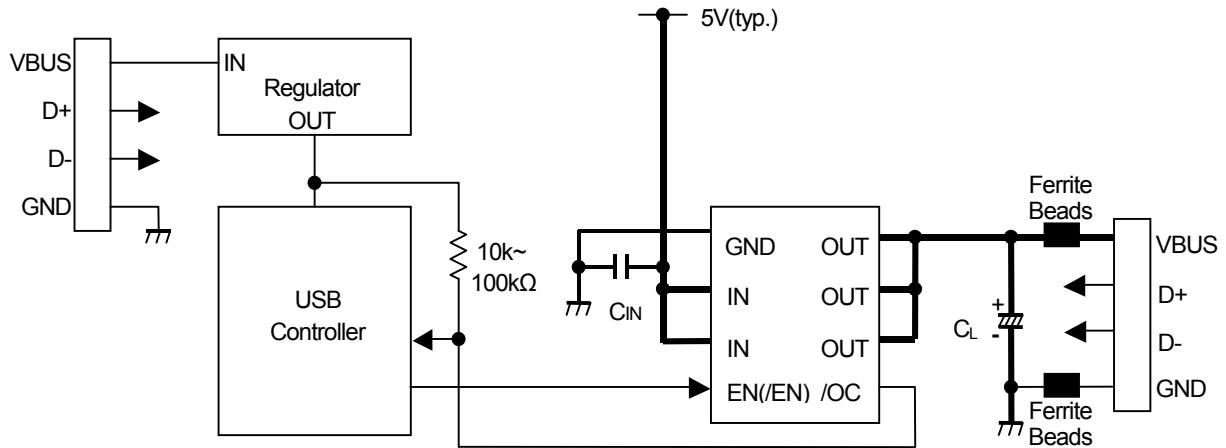 5V(typ.)
VBUS
D+
D-
GND
IN
Regulator
OUT
USB
Controller
10k~
100kΩ
CIN
GND
IN
IN
EN(/EN)
OUT
OUT
OUT
/OC
+
-
CL
Ferrite
Beads
Ferrite
Beads
VBUS
D+
D-
GND